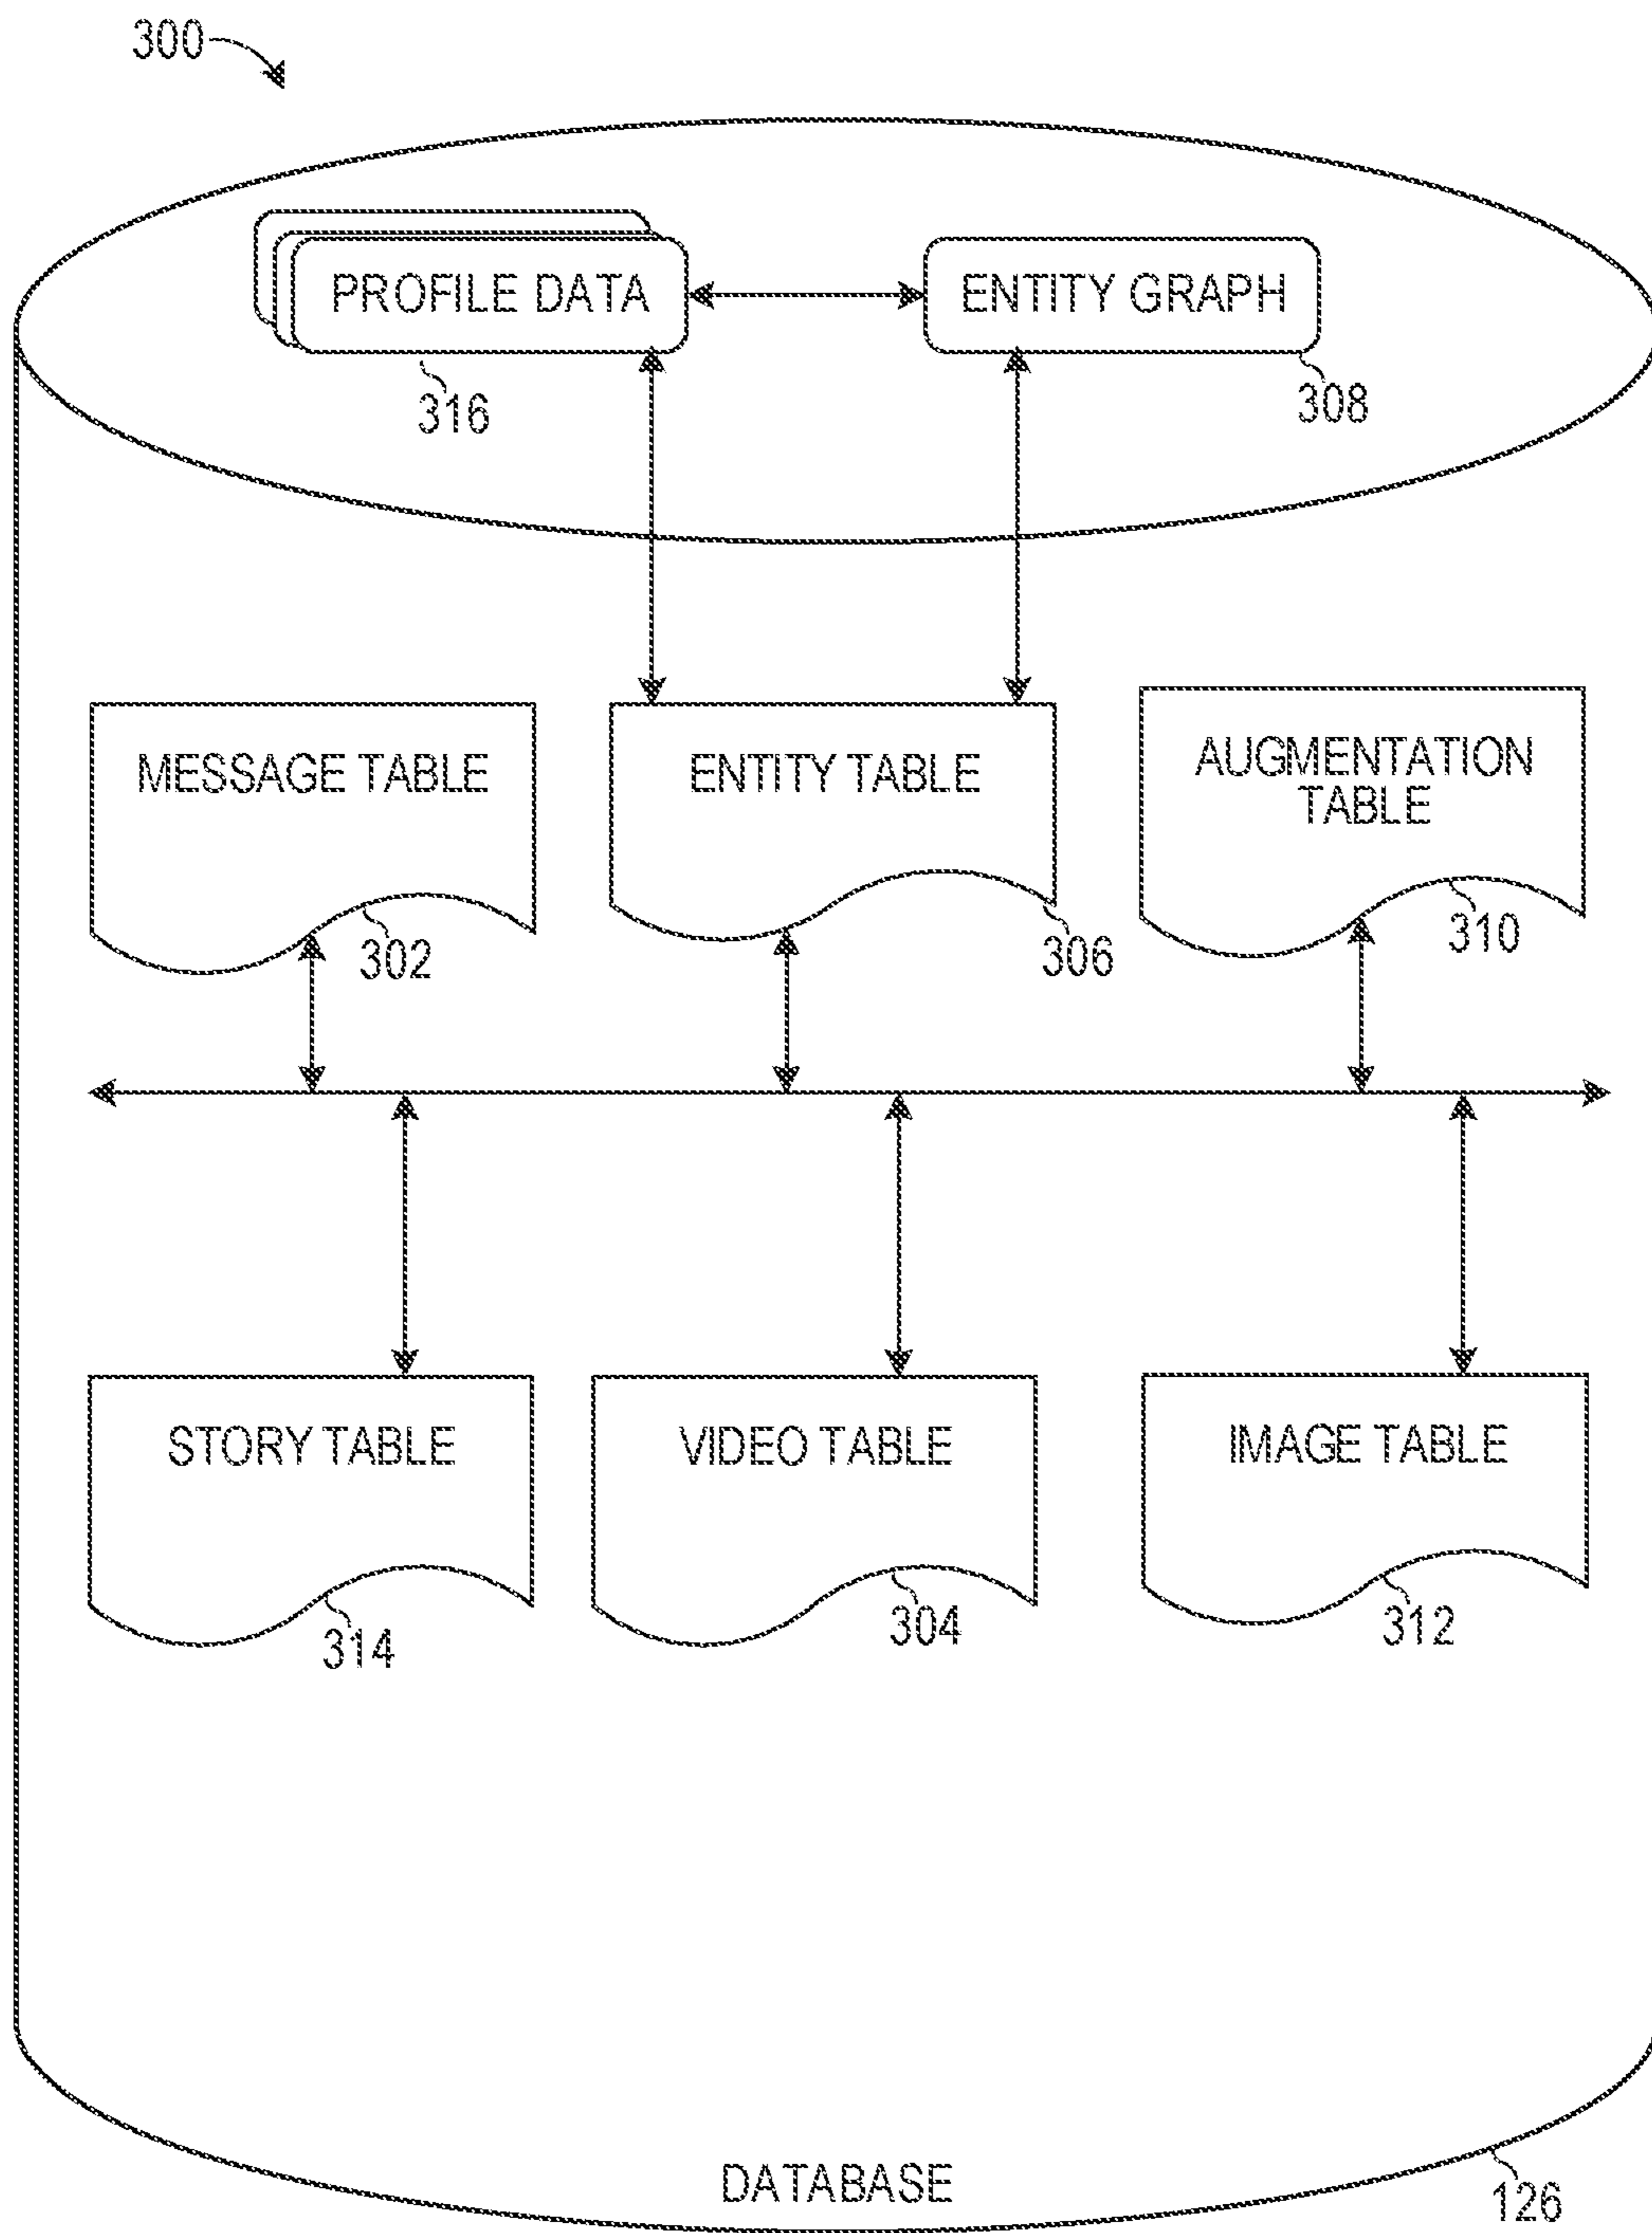 300
PROFILE DATA
ENTITY GRAPH
316
308
MESSAGE TABLE
ENTITY TABLE
AUGMENTATION
TABLE
302
306
310
STORY TABLE
VIDEO TABLE
IMAGE TABLE
314
304
312
DATABASE
126